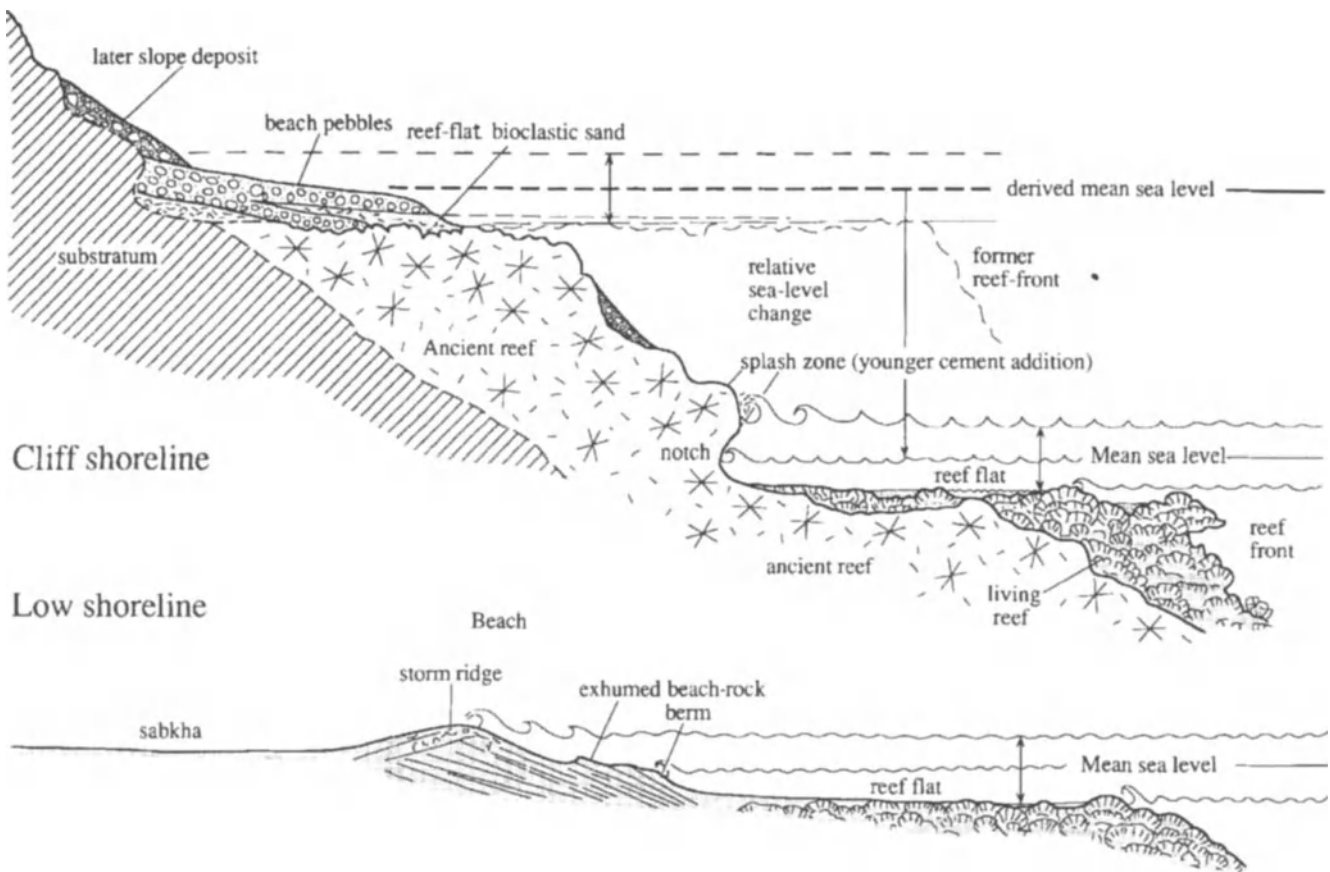 later slope deposit
beach pebbles
reef-flat bioclastic sand
derived mean sea level
substratum
relative
sea-level
change
former
reef-front
Ancient reef
splash zone (younger cement addition)
Cliff shoreline
notch
Mean sea level
reef flat
reef
front
ancient reef
living
reef
Low shoreline
Beach
storm ridge
exhumed beach-rock
berm
sabkha
Mean sea level
reef flat